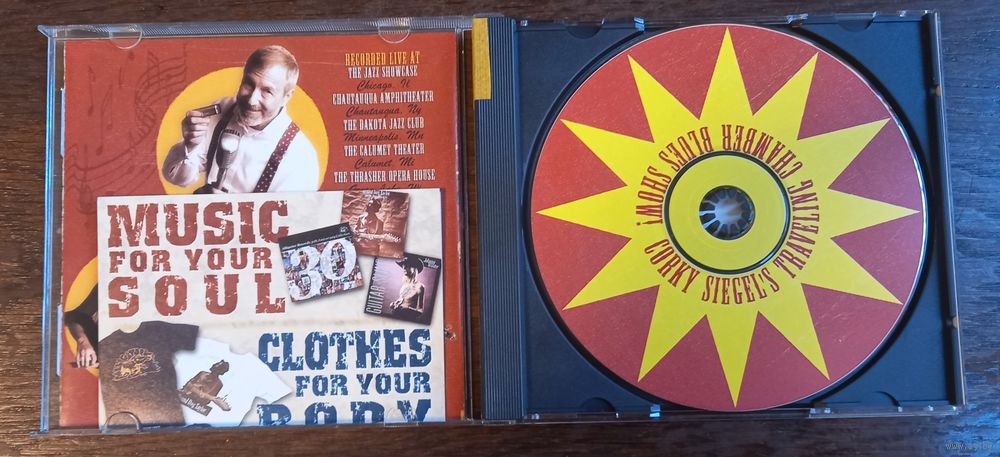 RECORDED LIVE AT
THE JAZZ SHOWCASE
Chicago, Il
CHAUTAUQUA AMPHITHEATER
Chautauqua, Ny
THE DAKOTA JAZZ CLUB
Minneapolis, Mn
THE CALUMET THEATER
Calumet, Mi
THE THRASHER OPERA HOUSE
MUSIC
FOR YOUR
SOUL
30
GUITAR
CLOTHES
FOR YOUR
BODY
CORKY SIEGEL'S TRAVELING CHAMBER BLUES SHOW!